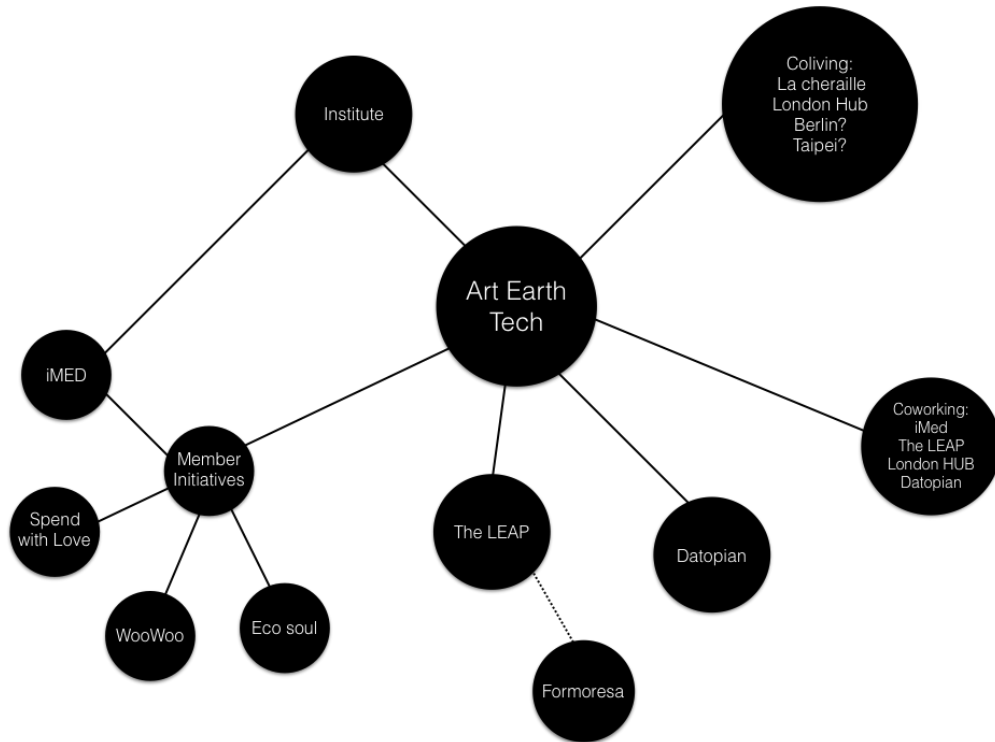 Institute
Coliving:
La cheraille
London Hub
Berlin?
Taipei?
Art Earth
Tech
iMED
Coworking:
iMed
The LEAP
London HUB
Datopian
Member
Initiatives
Spend
with Love
The LEAP
Datopian
WooWoo
Eco soul
Formoresa